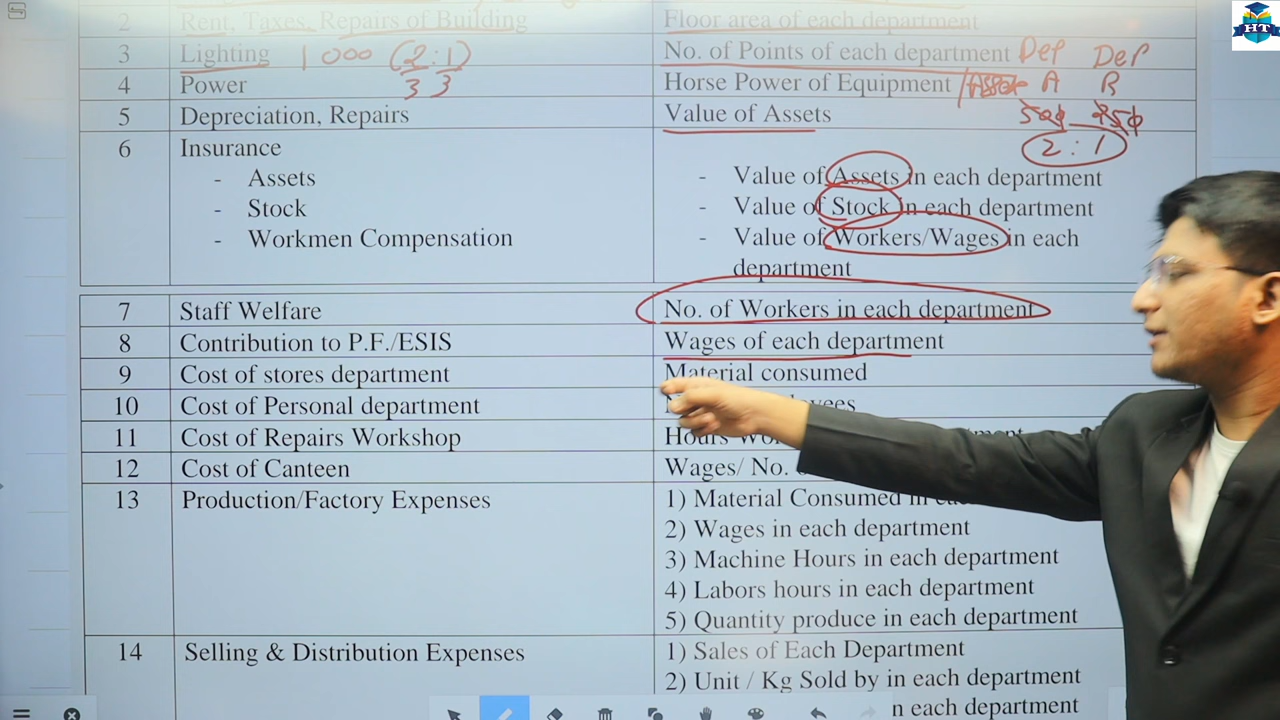 HT
2 Rent, Taxes, Repairs of Building Floor area of each department
3 Lighting 1000 (2:1) No. of Points of each department Dep Dep
3 3
4 Power Horse Power of Equipment / A B
5 Depreciation, Repairs Value of Assets
2 : 1
6 Insurance
- Assets - Value of Assets in each department
- Stock - Value of Stock in each department
- Workmen Compensation - Value of Workers/Wages in each
department
7 Staff Welfare No. of Workers in each department
8 Contribution to P.F./ESIS Wages of each department
9 Cost of stores department Material consumed
10 Cost of Personal department
11 Cost of Repairs Workshop Hours
12 Cost of Canteen Wages/ No.
13 Production/Factory Expenses 1) Material Consumed in each
2) Wages in each department
3) Machine Hours in each department
4) Labors hours in each department
5) Quantity produce in each department
14 Selling & Distribution Expenses 1) Sales of Each Department
2) Unit / Kg Sold by in each department
n each department